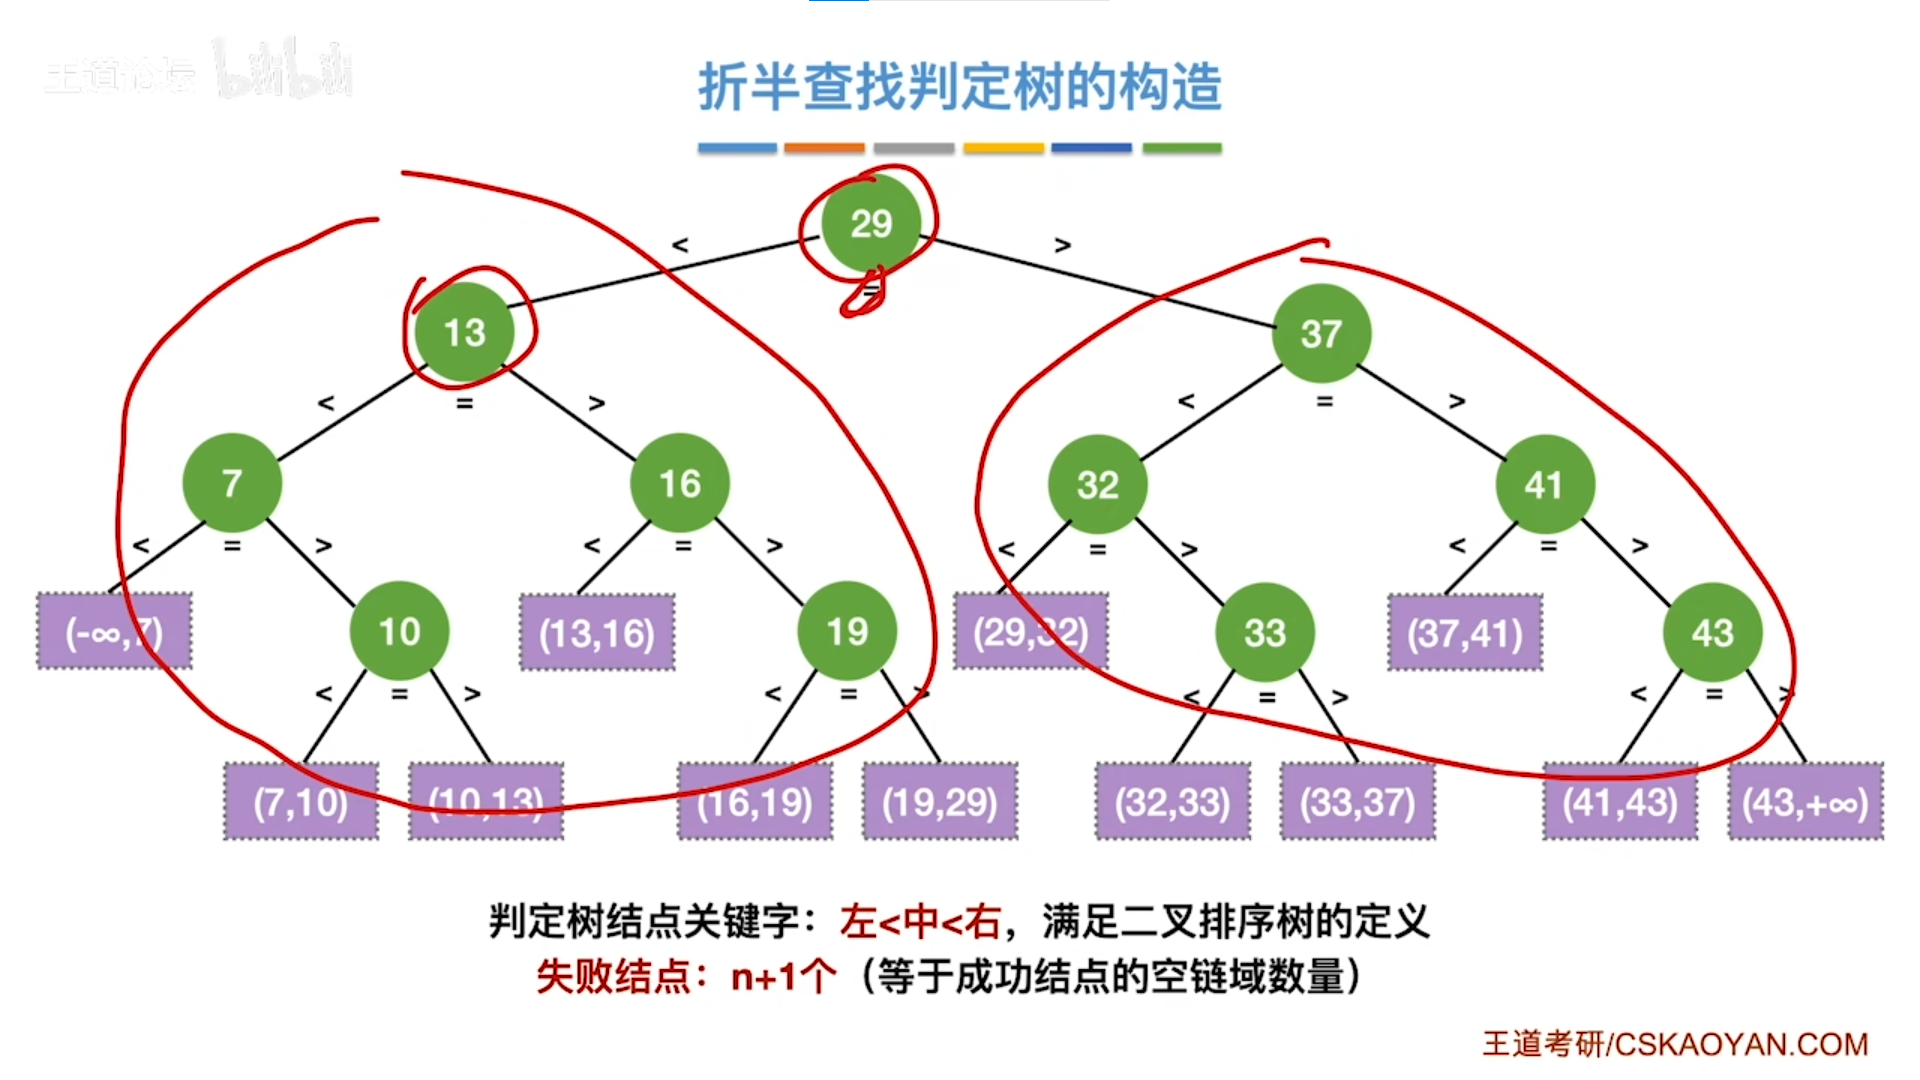 王道论坛 bilibili
折半查找判定树的构造
29
< = >
13 37
< = > < = >
7 16 32 41
< = > < = > < = > < = >
(-∞,7) 10 (13,16) 19 (29,32) 33 (37,41) 43
< = > < = > < = > < = >
(7,10) (10,13) (16,19) (19,29) (32,33) (33,37) (41,43) (43,+∞)
判定树结点关键字：左<中<右，满足二叉排序树的定义
失败结点：n+1个（等于成功结点的空链域数量）
王道考研/CSKAOYAN.COM